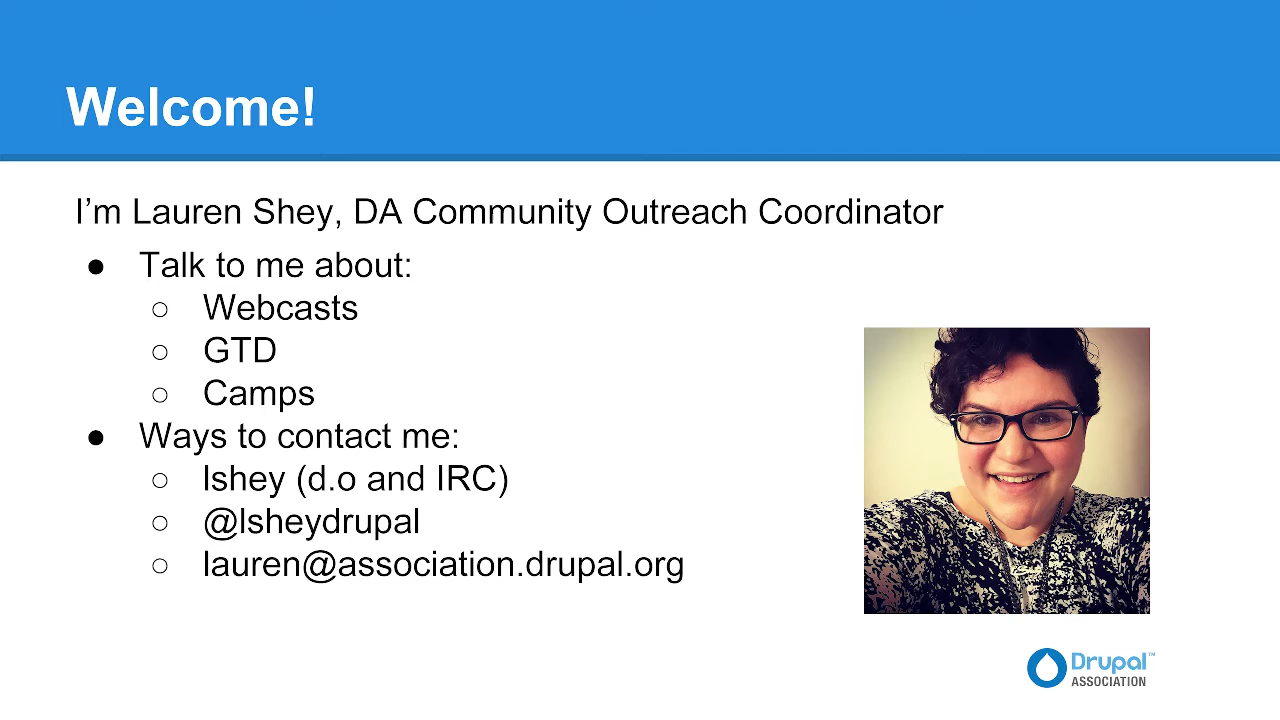 Welcome!
I’m Lauren Shey, DA Community Outreach Coordinator
● Talk to me about:
○ Webcasts
○ GTD
○ Camps
● Ways to contact me:
○ lshey (d.o and IRC)
○ @lsheydrupal
○ lauren@association.drupal.org
Drupal™
ASSOCIATION